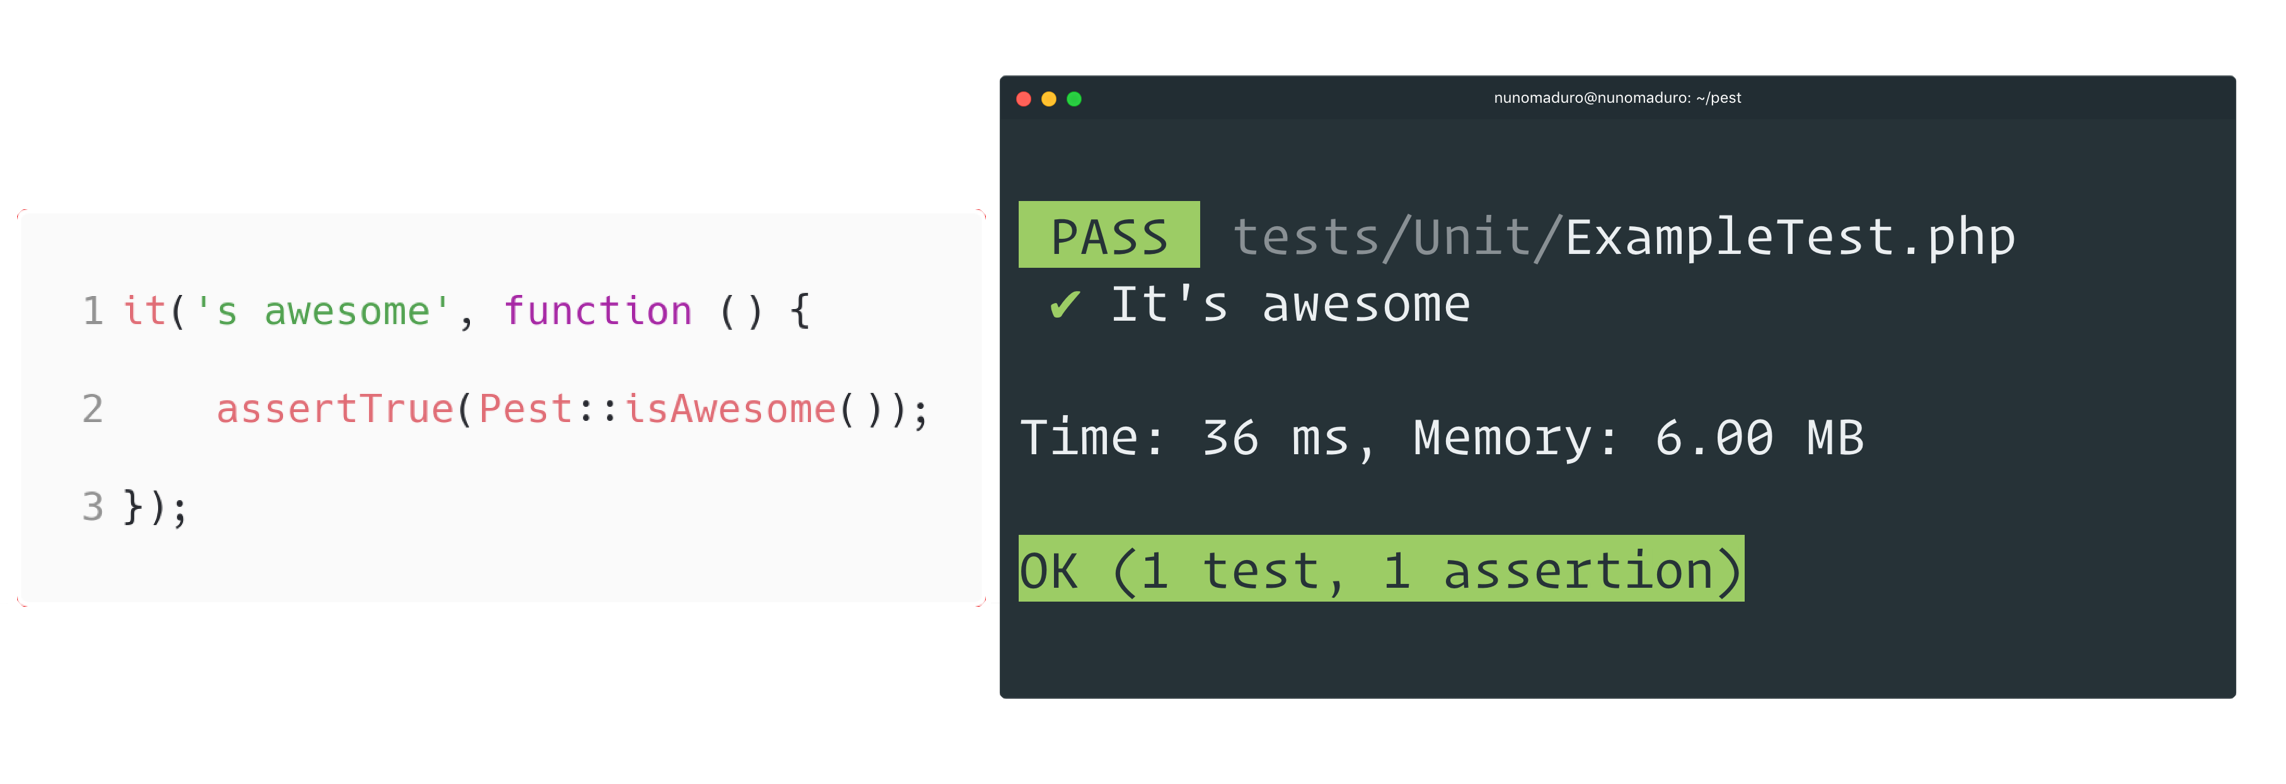 1 it('s awesome', function () {
2     assertTrue(Pest::isAwesome());
3 });
nunomaduro@nunomaduro: ~/pest
PASS tests/Unit/ExampleTest.php
✔ It's awesome
Time: 36 ms, Memory: 6.00 MB
OK (1 test, 1 assertion)